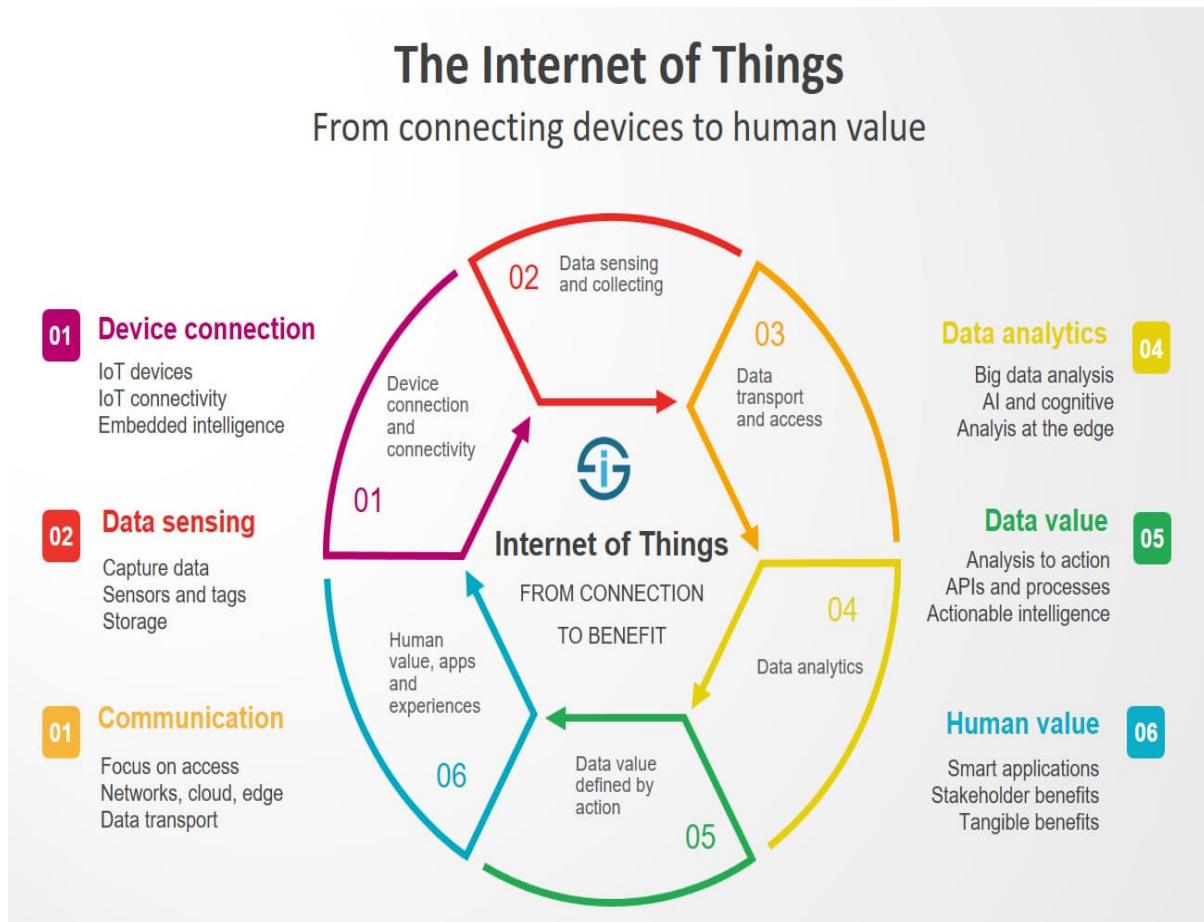 The Internet of Things
From connecting devices to human value
01
Device connection
IoT devices
IoT connectivity
Embedded intelligence
02
Data sensing
Capture data
Sensors and tags
Storage
01
Communication
Focus on access
Networks, cloud, edge
Data transport
01
Device
connection
and
connectivity
02
Data sensing
and collecting
03
Data
transport
and access
04
Data analytics
05
Data value
defined by
action
06
Human
value, apps
and
experiences
Internet of Things
FROM CONNECTION
TO BENEFIT
Data analytics
04
Big data analysis
AI and cognitive
Analyis at the edge
Data value
05
Analysis to action
APIs and processes
Actionable intelligence
Human value
06
Smart applications
Stakeholder benefits
Tangible benefits